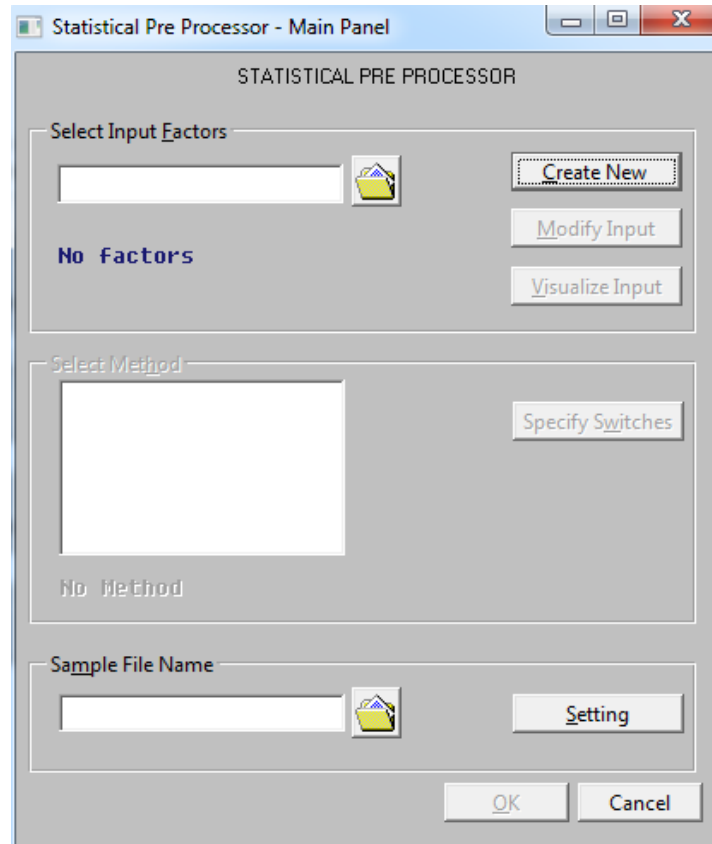 Statistical Pre Processor - Main Panel
STATISTICAL PRE PROCESSOR
Select Input Factors
Create New
Modify Input
No factors
Visualize Input
Select Method
Specify Switches
No Method
Sample File Name
Setting
OK
Cancel